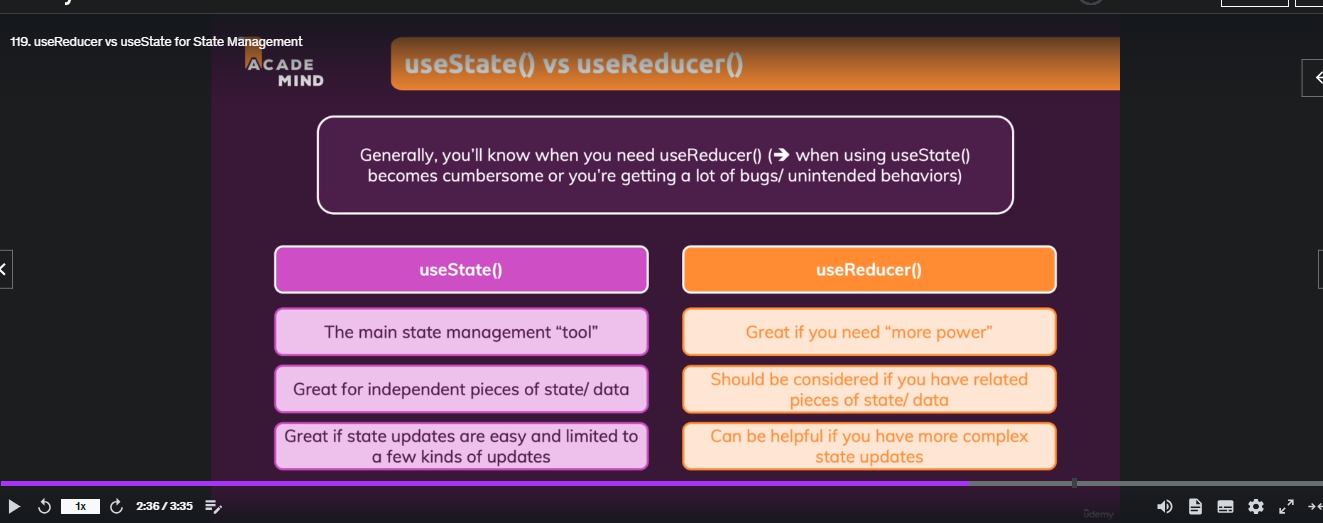 119. useReducer vs useState for State Management
ACADE
MIND
useState() vs useReducer()
Generally, you'll know when you need useReducer() (➔ when using useState()
becomes cumbersome or you're getting a lot of bugs/ unintended behaviors)
useState()
useReducer()
The main state management “tool”
Great if you need “more power”
Great for independent pieces of state/ data
Should be considered if you have related
pieces of state/ data
Great if state updates are easy and limited to
a few kinds of updates
Can be helpful if you have more complex
state updates
1x
2:36 / 3:35
ûdemy